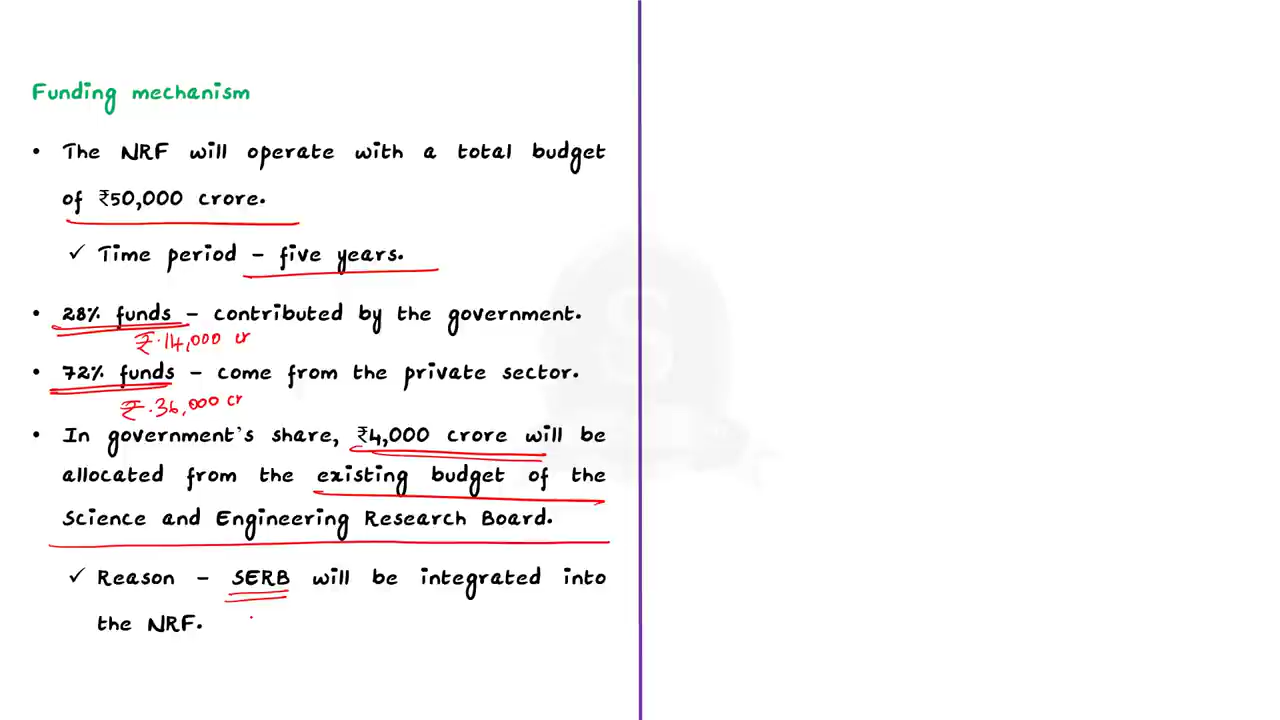 Funding mechanism
• The NRF will operate with a total budget
of ₹50,000 crore.
✓ Time period – five years.
• 28% funds – contributed by the government.
₹.14,000 cr
• 72% funds – come from the private sector.
₹.36,000 cr
• In government's share, ₹4,000 crore will be
allocated from the existing budget of the
Science and Engineering Research Board.
✓ Reason – SERB will be integrated into
the NRF.